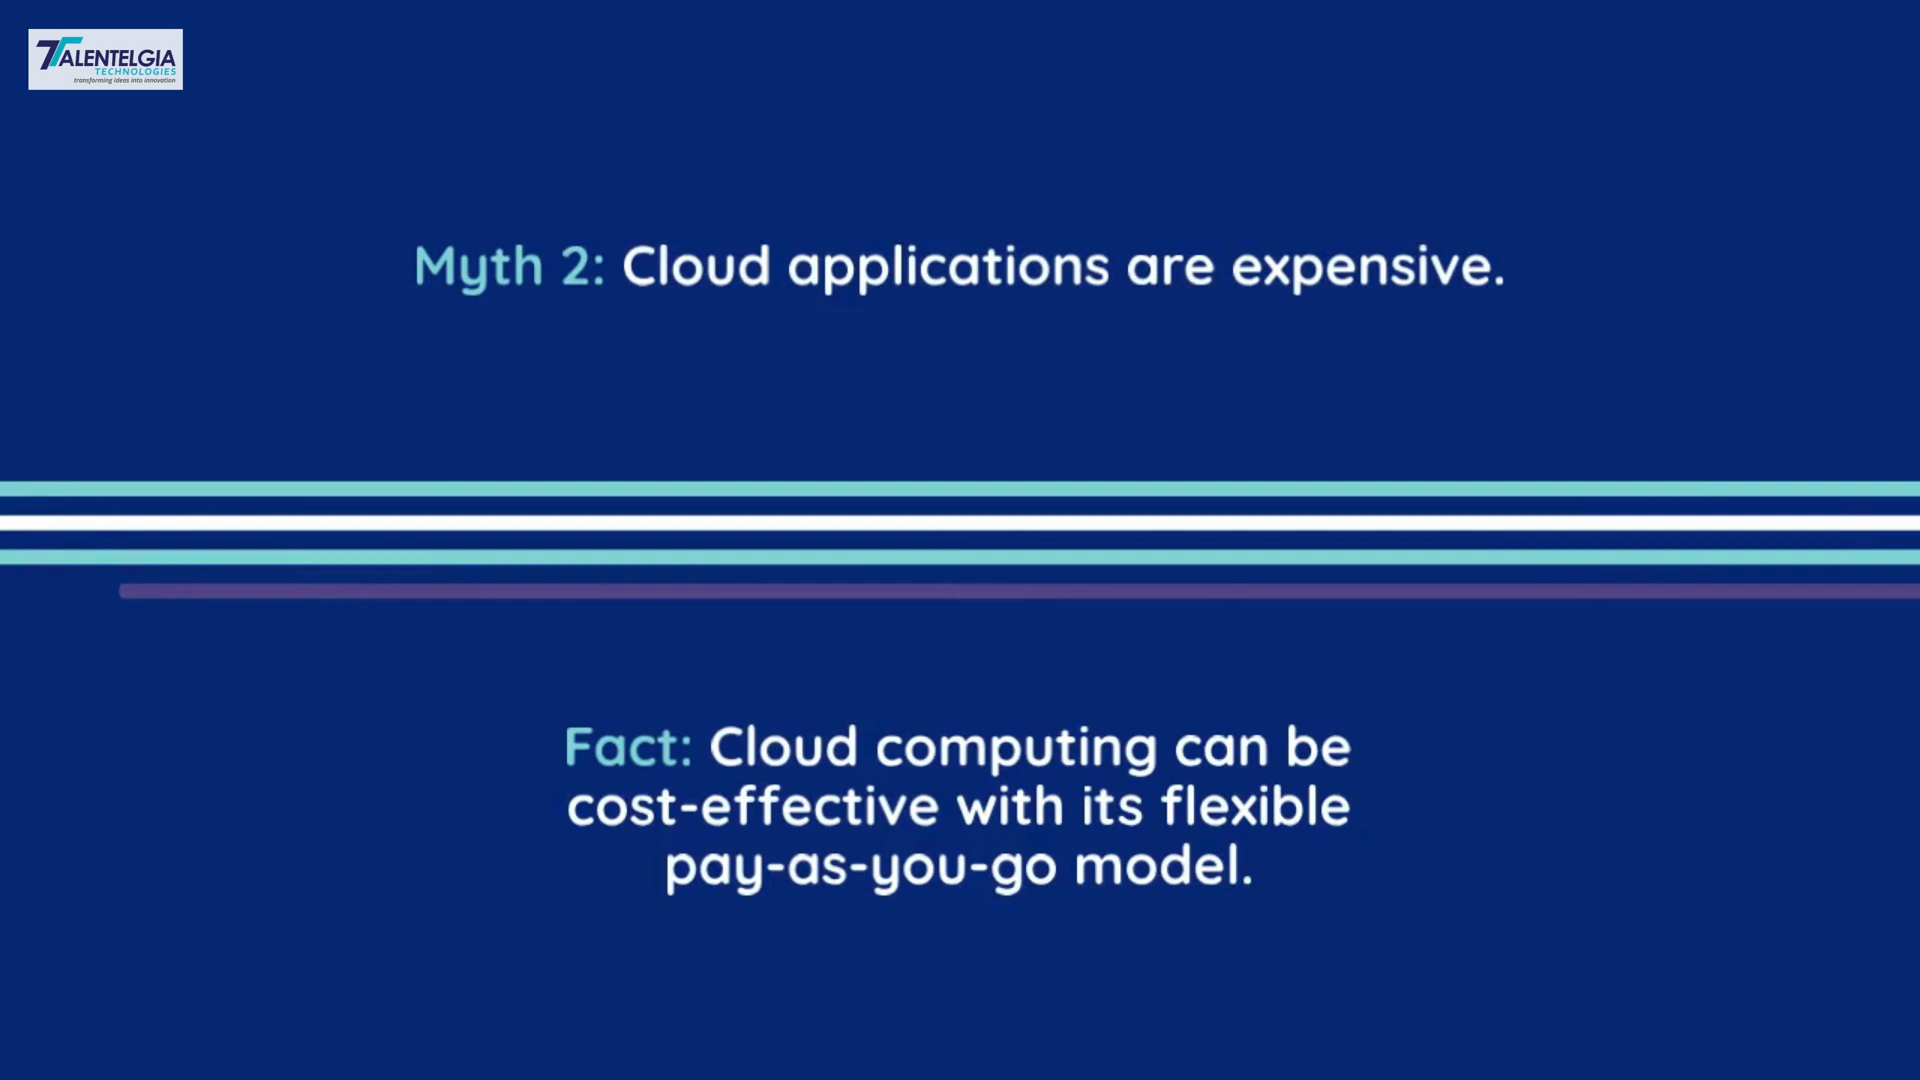 TALENTELGIA
TECHNOLOGIES
transforming ideas into innovation
Myth 2: Cloud applications are expensive.
Fact: Cloud computing can be
cost-effective with its flexible
pay-as-you-go model.